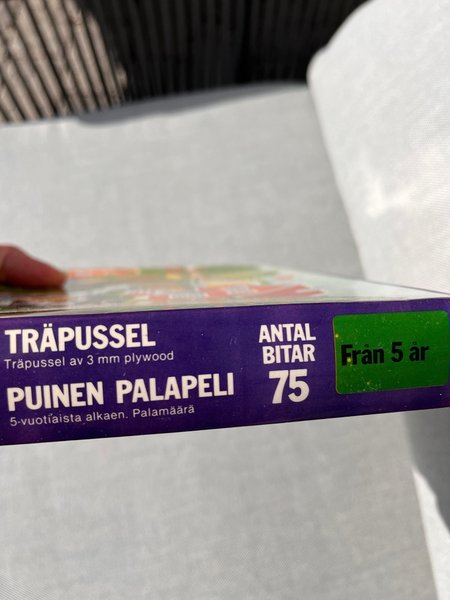 TRÄPUSSEL
Träpussel av 3 mm plywood
PUINEN PALAPELI
5-vuotiaista alkaen. Palamäärä
ANTAL
BITAR
75
Från 5 år